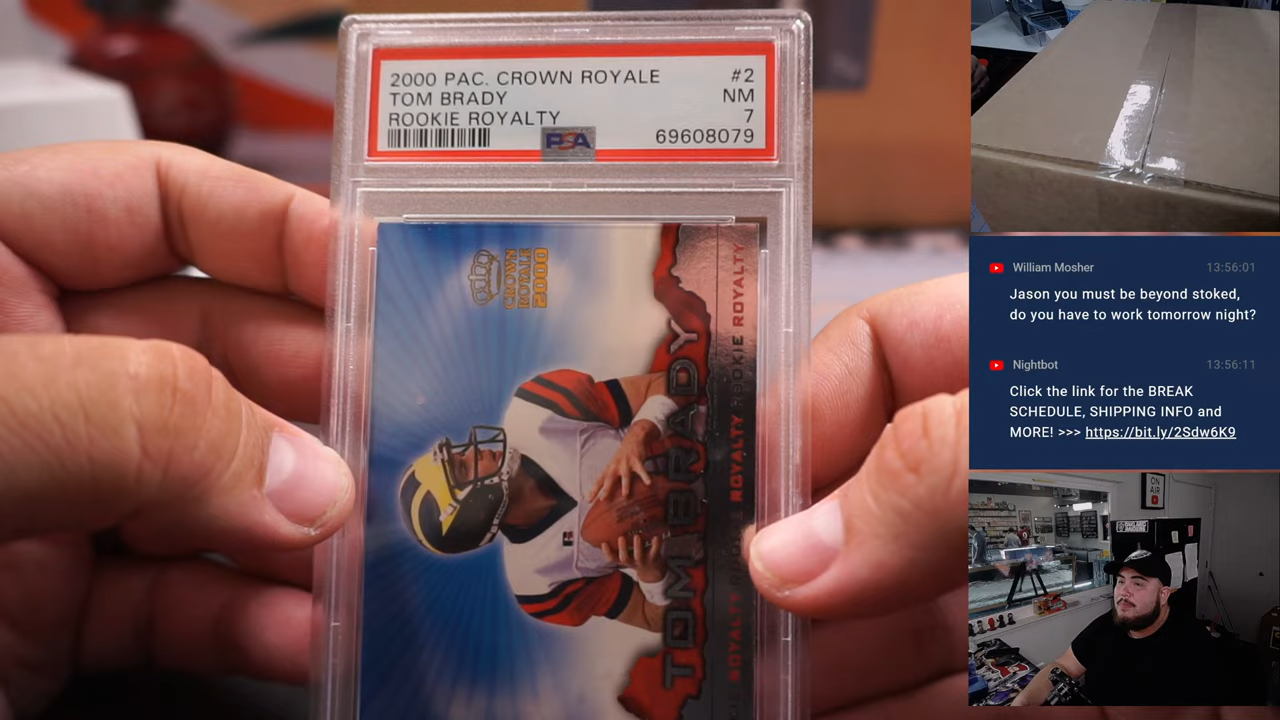 2000 PAC. CROWN ROYALE #2
TOM BRADY NM
ROOKIE ROYALTY 7
PSA 69608079
CROWN
ROYALE
2000
TOM BRADY
ROYALTY ROOKIE ROYALTY
William Mosher 13:56:01
Jason you must be beyond stoked,
do you have to work tomorrow night?
Nightbot 13:56:11
Click the link for the BREAK
SCHEDULE, SHIPPING INFO and
MORE! >>> https://bit.ly/2Sdw6K9
ON
AIR